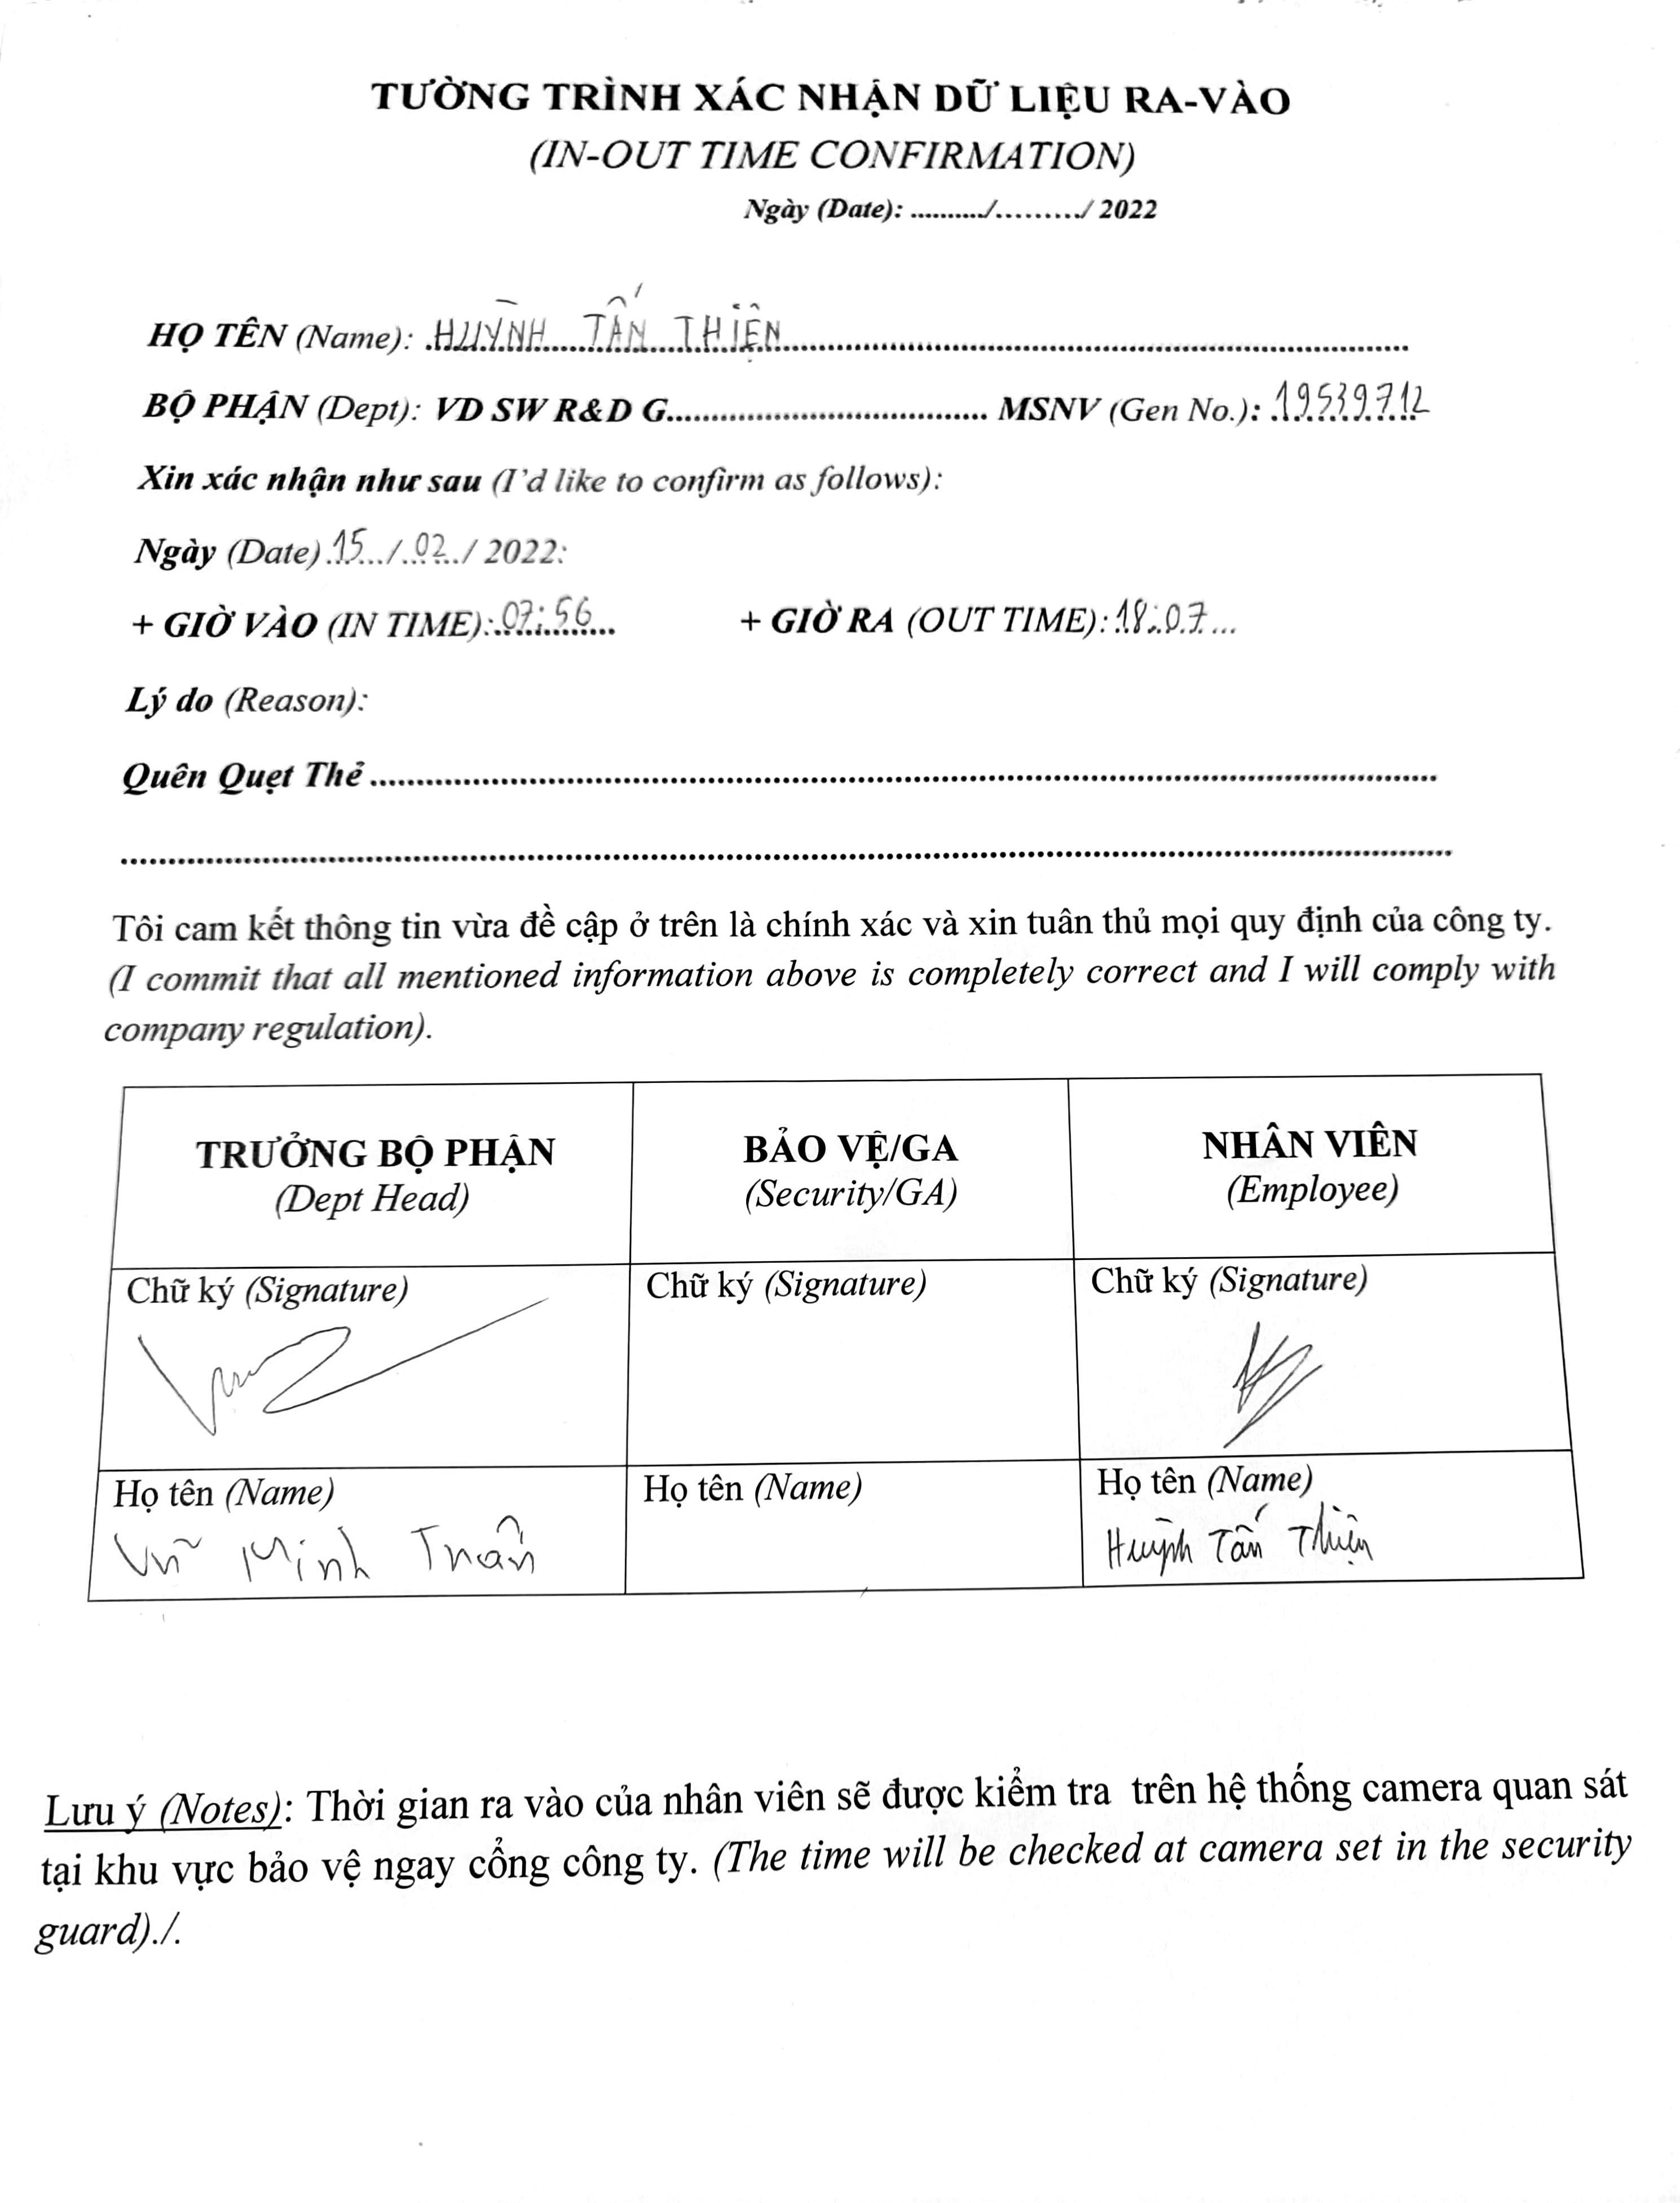 TƯỜNG TRÌNH XÁC NHẬN DỮ LIỆU RA-VÀO
(IN-OUT TIME CONFIRMATION)
Ngày (Date): ........../........./ 2022
HỌ TÊN (Name): HUỲNH TẤN THIỆN
BỘ PHẬN (Dept): VD SW R&D G................................ MSNV (Gen No.): 19539712
Xin xác nhận như sau (I'd like to confirm as follows):
Ngày (Date) 15 / 02 / 2022:
+ GIỜ VÀO (IN TIME): 07:56 + GIỜ RA (OUT TIME): 18:07
Lý do (Reason):
Quên Quẹt Thẻ
Tôi cam kết thông tin vừa đề cập ở trên là chính xác và xin tuân thủ mọi quy định của công ty.
(I commit that all mentioned information above is completely correct and I will comply with
company regulation).
TRƯỞNG BỘ PHẬN BẢO VỆ/GA NHÂN VIÊN
(Dept Head) (Security/GA) (Employee)
Chữ ký (Signature) Chữ ký (Signature) Chữ ký (Signature)
Họ tên (Name) Họ tên (Name) Họ tên (Name)
Vũ Minh Tuấn Huỳnh Tấn Thiện
Lưu ý (Notes): Thời gian ra vào của nhân viên sẽ được kiểm tra trên hệ thống camera quan sát
tại khu vực bảo vệ ngay cổng công ty. (The time will be checked at camera set in the security
guard)./.